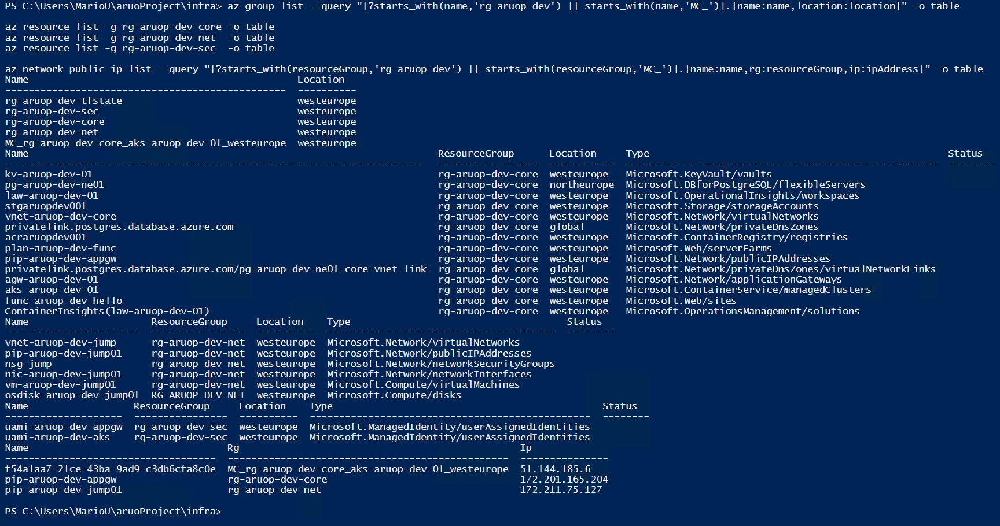 PS C:\Users\MarioU\aruoProject\infra> az group list --query "[?starts_with(name,'rg-aruop-dev') || starts_with(name,'MC_')].{name:name,location:location}" -o table
az resource list -g rg-aruop-dev-core -o table
az resource list -g rg-aruop-dev-net  -o table
az resource list -g rg-aruop-dev-sec  -o table
az network public-ip list --query "[?starts_with(resourceGroup,'rg-aruop-dev') || starts_with(resourceGroup,'MC_')].{name:name,rg:resourceGroup,ip:ipAddress}" -o table
Name                                              Location
------------------------------------------------  ----------
rg-aruop-dev-tfstate                              westeurope
rg-aruop-dev-sec                                  westeurope
rg-aruop-dev-core                                 westeurope
rg-aruop-dev-net                                  westeurope
MC_rg-aruop-dev-core_aks-aruop-dev-01_westeurope  westeurope
Name                                                                      ResourceGroup      Location     Type                                                   Status
------------------------------------------------------------------------  -----------------  -----------  -----------------------------------------------------  --------
kv-aruop-dev-01                                                           rg-aruop-dev-core  westeurope   Microsoft.KeyVault/vaults
pg-aruop-dev-ne01                                                         rg-aruop-dev-core  northeurope  Microsoft.DBforPostgreSQL/flexibleServers
law-aruop-dev-01                                                          rg-aruop-dev-core  westeurope   Microsoft.OperationalInsights/workspaces
stgaruopdev001                                                            rg-aruop-dev-core  westeurope   Microsoft.Storage/storageAccounts
vnet-aruop-dev-core                                                       rg-aruop-dev-core  westeurope   Microsoft.Network/virtualNetworks
privatelink.postgres.database.azure.com                                   rg-aruop-dev-core  global       Microsoft.Network/privateDnsZones
acraruopdev001                                                            rg-aruop-dev-core  westeurope   Microsoft.ContainerRegistry/registries
plan-aruop-dev-func                                                       rg-aruop-dev-core  westeurope   Microsoft.Web/serverFarms
pip-aruop-dev-appgw                                                       rg-aruop-dev-core  westeurope   Microsoft.Network/publicIPAddresses
privatelink.postgres.database.azure.com/pg-aruop-dev-ne01-core-vnet-link  rg-aruop-dev-core  global       Microsoft.Network/privateDnsZones/virtualNetworkLinks
agw-aruop-dev-01                                                          rg-aruop-dev-core  westeurope   Microsoft.Network/applicationGateways
aks-aruop-dev-01                                                          rg-aruop-dev-core  westeurope   Microsoft.ContainerService/managedClusters
func-aruop-dev-hello                                                      rg-aruop-dev-core  westeurope   Microsoft.Web/sites
ContainerInsights(law-aruop-dev-01)                                       rg-aruop-dev-core  westeurope   Microsoft.OperationsManagement/solutions
Name                     ResourceGroup     Location    Type                                     Status
-----------------------  ----------------  ----------  ---------------------------------------  --------
vnet-aruop-dev-jump      rg-aruop-dev-net  westeurope  Microsoft.Network/virtualNetworks
pip-aruop-dev-jump01     rg-aruop-dev-net  westeurope  Microsoft.Network/publicIPAddresses
nsg-jump                 rg-aruop-dev-net  westeurope  Microsoft.Network/networkSecurityGroups
nic-aruop-dev-jump01     rg-aruop-dev-net  westeurope  Microsoft.Network/networkInterfaces
vm-aruop-dev-jump01      rg-aruop-dev-net  westeurope  Microsoft.Compute/virtualMachines
osdisk-aruop-dev-jump01  RG-ARUOP-DEV-NET  westeurope  Microsoft.Compute/disks
Name                  ResourceGroup     Location    Type                                              Status
--------------------  ----------------  ----------  ------------------------------------------------  --------
uami-aruop-dev-appgw  rg-aruop-dev-sec  westeurope  Microsoft.ManagedIdentity/userAssignedIdentities
uami-aruop-dev-aks    rg-aruop-dev-sec  westeurope  Microsoft.ManagedIdentity/userAssignedIdentities
Name                                  Rg                                                Ip
------------------------------------  ------------------------------------------------  ---------------
f54a1aa7-21ce-43ba-9ad9-c3db6cfa8c0e  MC_rg-aruop-dev-core_aks-aruop-dev-01_westeurope  51.144.185.6
pip-aruop-dev-appgw                   rg-aruop-dev-core                                 172.201.165.204
pip-aruop-dev-jump01                  rg-aruop-dev-net                                  172.211.75.127
PS C:\Users\MarioU\aruoProject\infra>